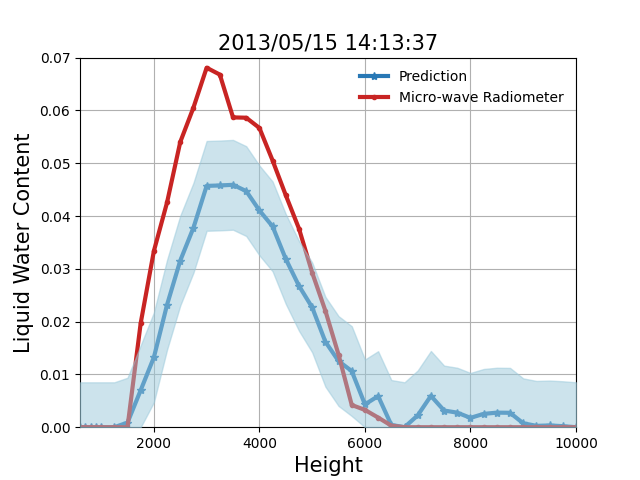 2013/05/15 14:13:37
Liquid Water Content
0.07
0.06
0.05
0.04
0.03
0.02
0.01
0.00
Prediction
Micro-wave Radiometer
2000 4000 6000 8000 10000
Height